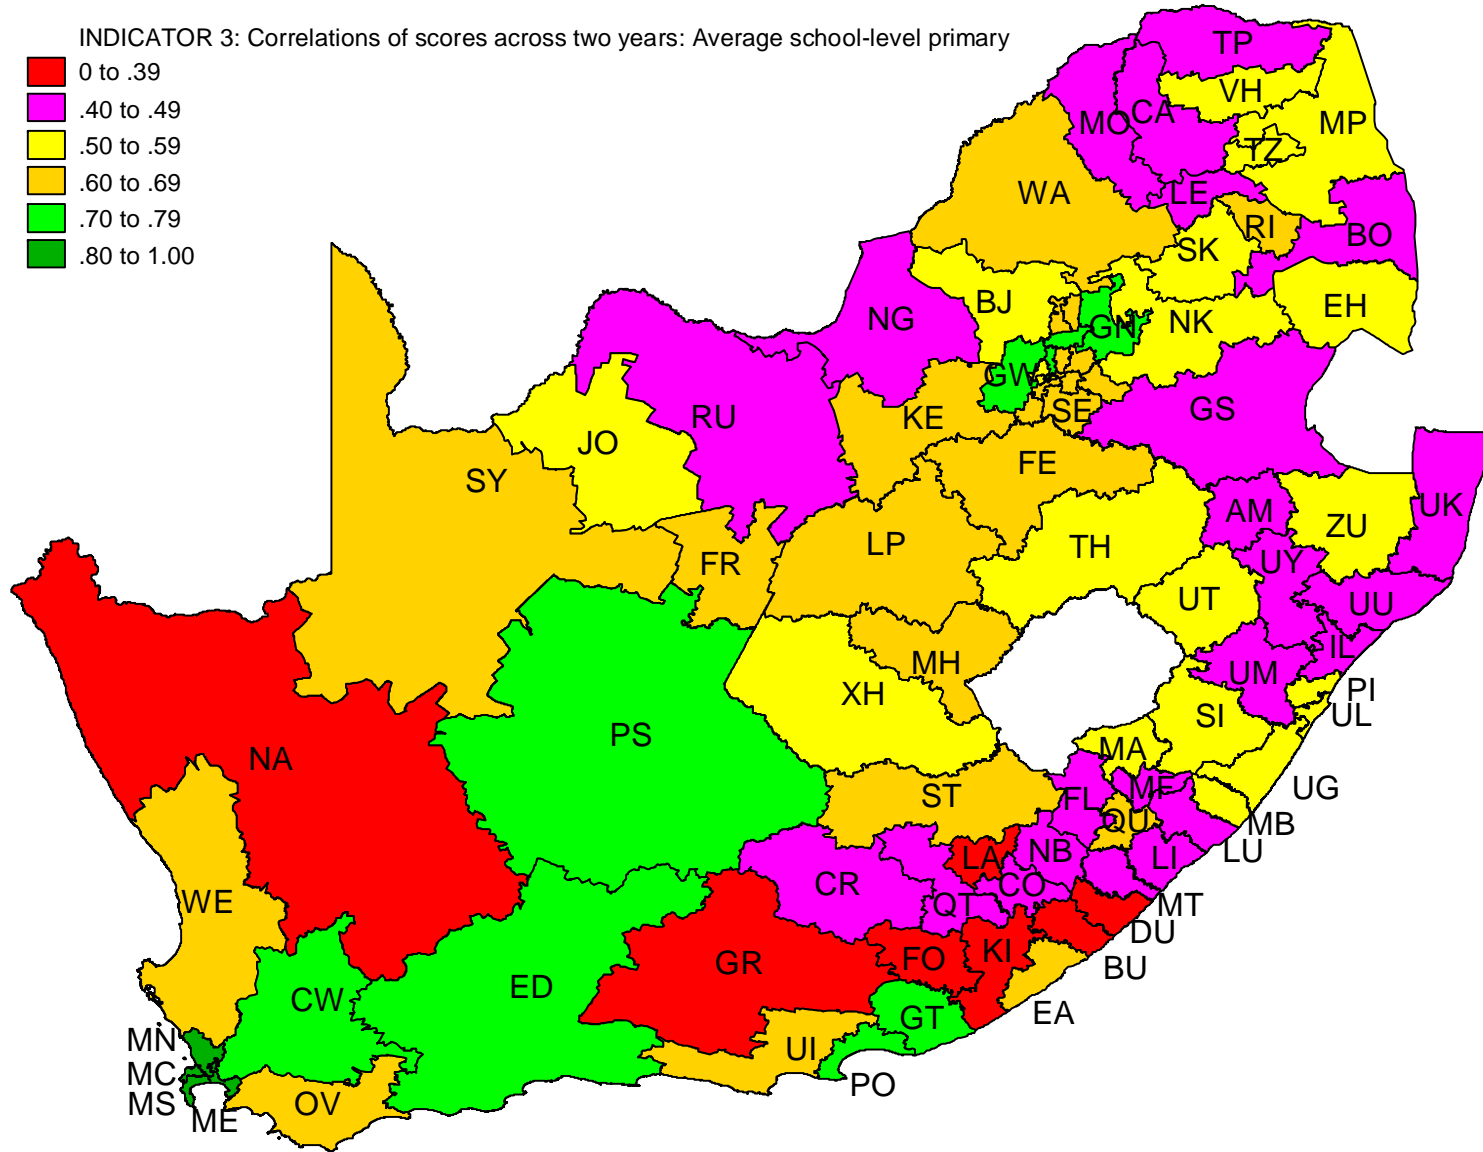 INDICATOR 3: Correlations of scores across two years: Average school-level primary
0 to .39
.40 to .49
.50 to .59
.60 to .69
.70 to .79
.80 to 1.00
TP
VH
CA
MO
MP
TZ
WA
LE
RI
BO
SK
BJ
EH
NG
GN
NK
GW
KE
SE
GS
RU
JO
FE
SY
UK
AM
ZU
LP
TH
FR
UY
UT
UU
IL
MH
UM
PI
XH
SI
UL
PS
MA
NA
UG
ST
FL
MF
QU
MB
LU
LA
NB
LI
CR
CO
WE
QT
MT
DU
KI
FO
GR
BU
ED
CW
EA
GT
MN
UI
MC
PO
MS
OV
ME